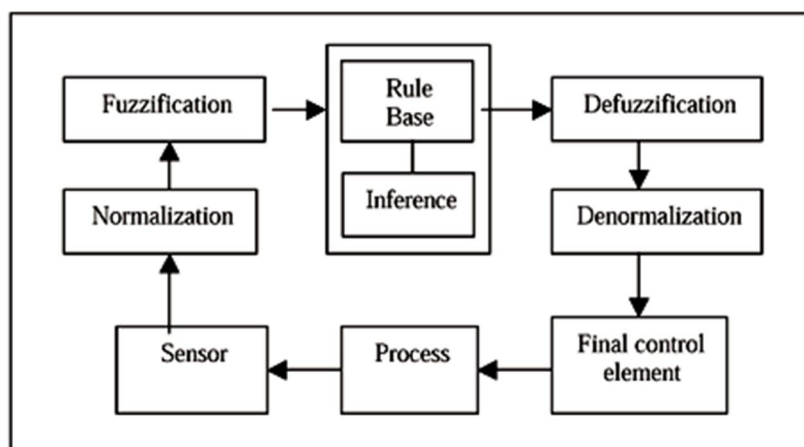 Fuzzification
Rule
Base
Defuzzification
Normalization
Inference
Denormalization
Sensor
Process
Final control
element